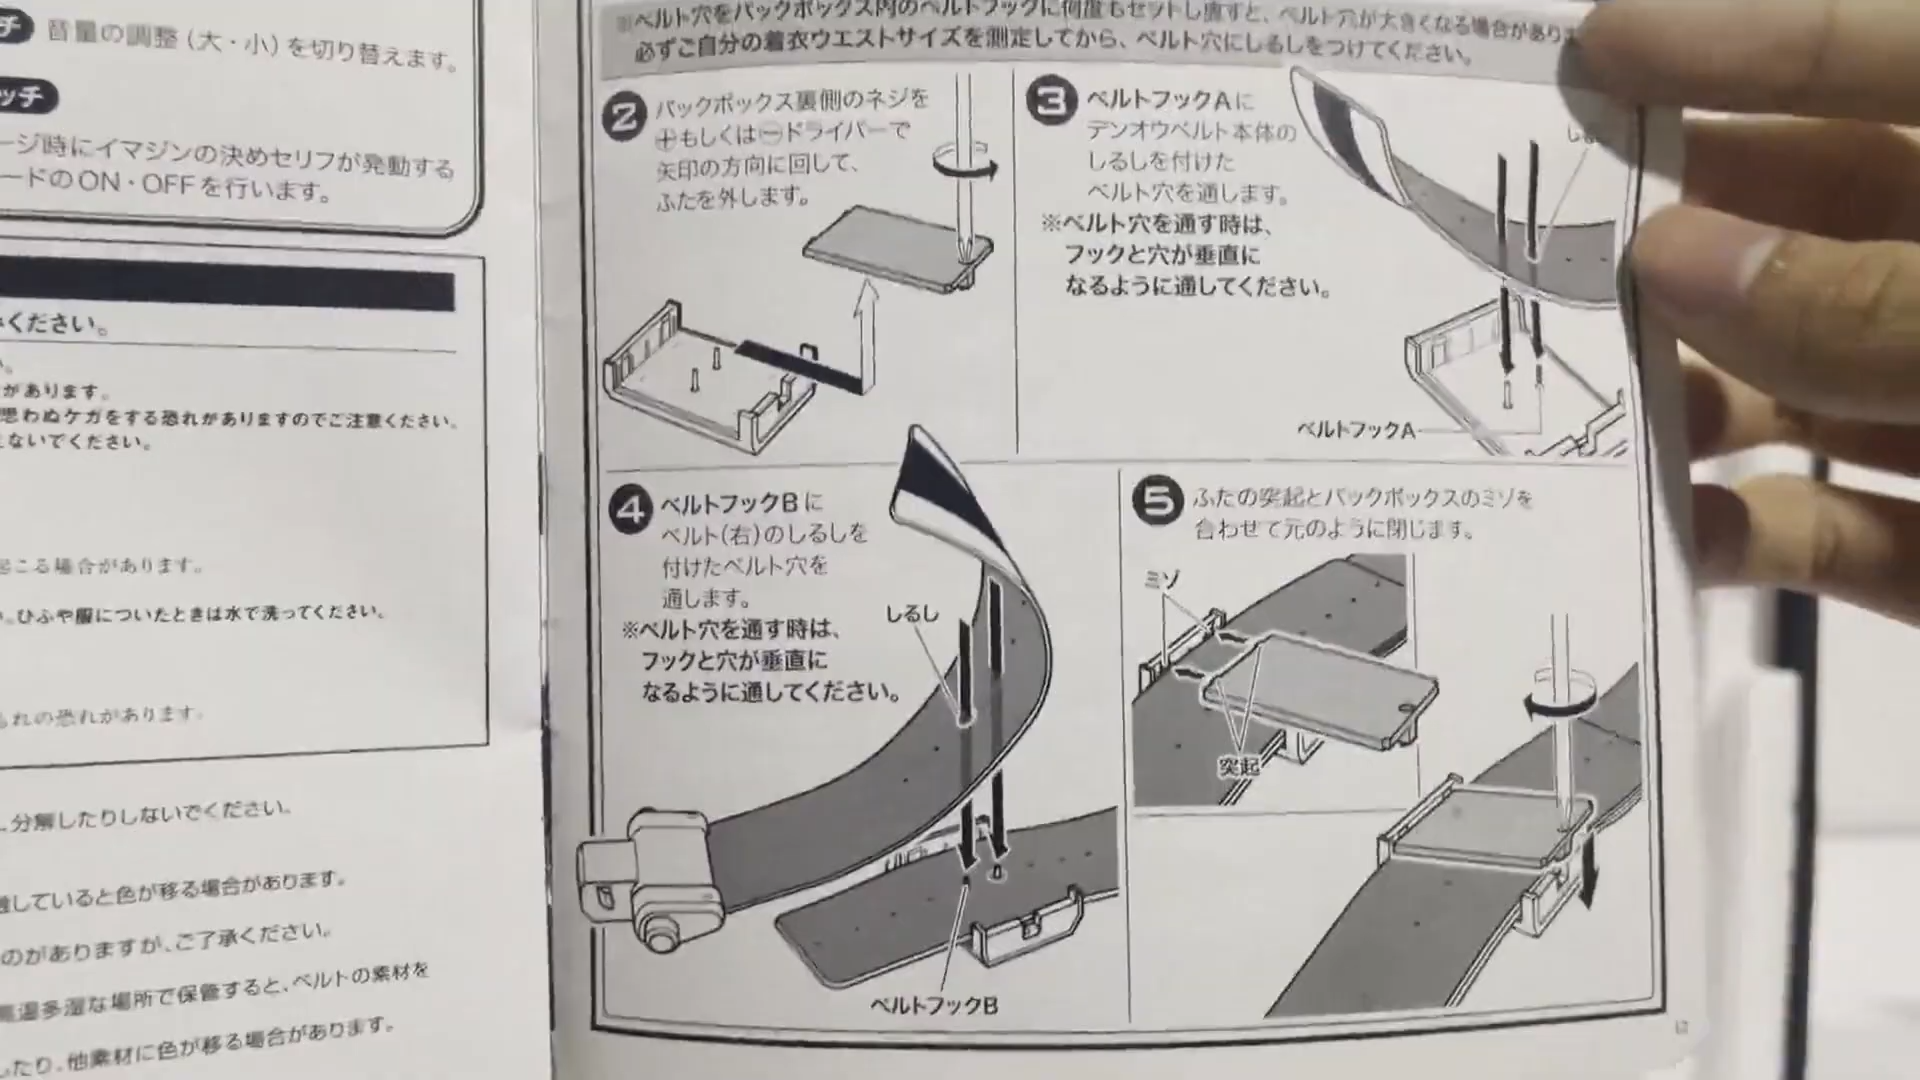 チ 音量の調整(大・小)を切り替えます。
ッチ
ージ時にイマジンの決めセリフが発動する
ードのON・OFFを行います。
ください。
があります。
思わぬケガをする恐れがありますのでご注意ください。
ないでください。
起こる場合があります。
。ひふや服についたときは水で洗ってください。
もれの恐れがあります。
、分解したりしないでください。
していると色が移る場合があります。
のがありますが、ご了承ください。
高温多湿な場所で保管すると、ベルトの素材を
したり、他素材に色が移る場合があります。
※ベルト穴をバックボックス内のベルトフックに何度もセットし直すと、ベルト穴が大きくなる場合があります
必ずご自分の着衣ウエストサイズを測定してから、ベルト穴にしるしをつけてください。
2 バックボックス裏側のネジを
⊕もしくは⊖ドライバーで
矢印の方向に回して、
ふたを外します。
3 ベルトフックAに
デンオウベルト本体の
しるしを付けた
ベルト穴を通します。
※ベルト穴を通す時は、
フックと穴が垂直に
なるように通してください。
ベルトフックA
4 ベルトフックBに
ベルト(右)のしるしを
付けたベルト穴を
通します。
※ベルト穴を通す時は、
フックと穴が垂直に
なるように通してください。
しるし
ベルトフックB
5 ふたの突起とバックボックスのミゾを
合わせて元のように閉じます。
ミゾ
突起